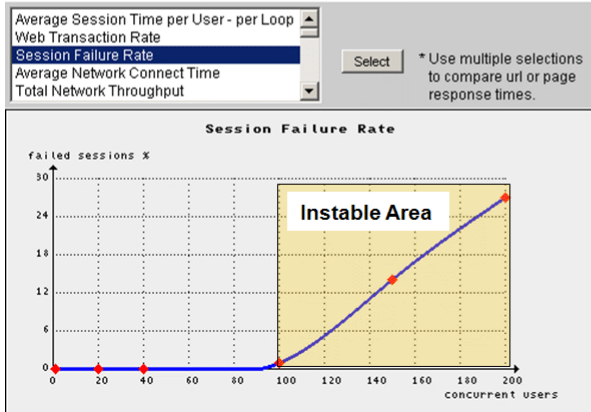 Average Session Time per User - per Loop
Web Transaction Rate
Session Failure Rate
Average Network Connect Time
Total Network Throughput
Select
* Use multiple selections
to compare url or page
response times.
Session Failure Rate
failed sessions %
30
24
18
12
6
0
Instable Area
0 20 40 60 80 100 120 140 160 180 200
concurrent users